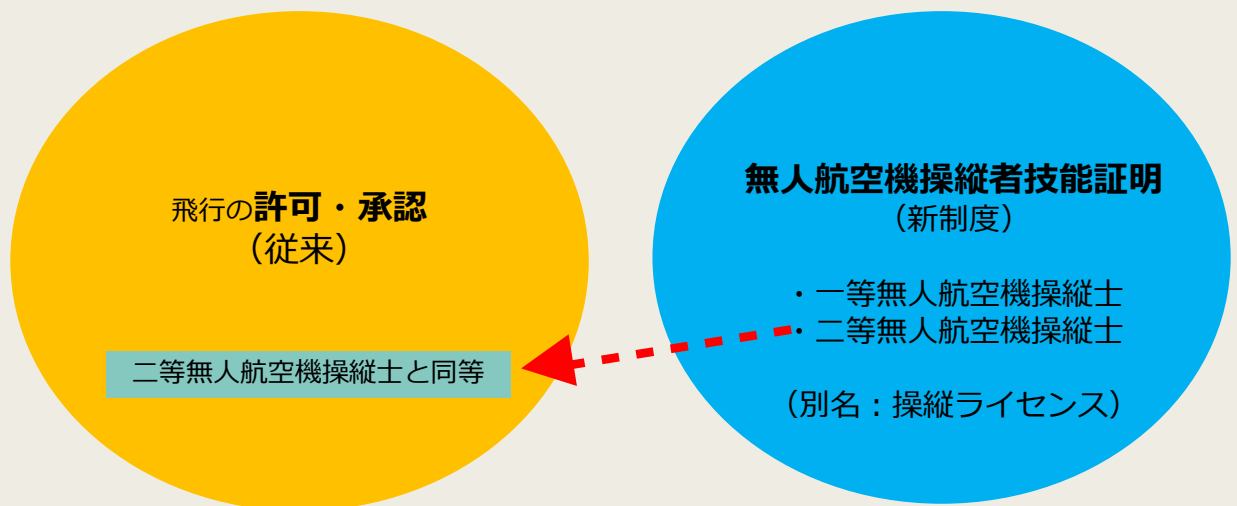 飛行の許可・承認
（従来）
二等無人航空機操縦士と同等
無人航空機操縦者技能証明
（新制度）
・一等無人航空機操縦士
・二等無人航空機操縦士
（別名：操縦ライセンス）